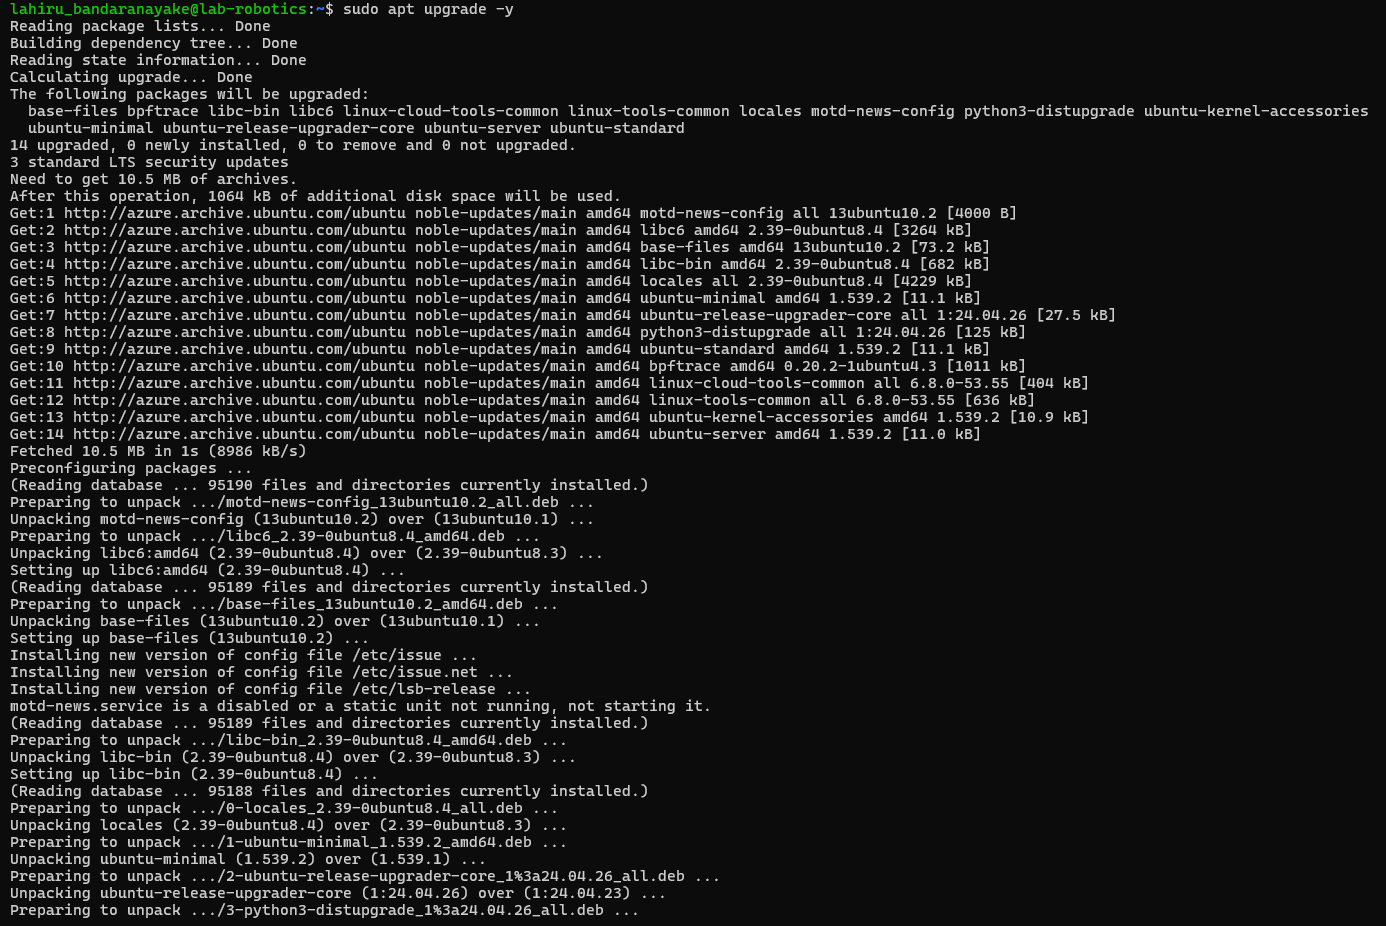 lahiru_bandaranayake@lab-robotics:~$ sudo apt upgrade -y
Reading package lists... Done
Building dependency tree... Done
Reading state information... Done
Calculating upgrade... Done
The following packages will be upgraded:
  base-files bpftrace libc-bin libc6 linux-cloud-tools-common linux-tools-common locales motd-news-config python3-distupgrade ubuntu-kernel-accessories
  ubuntu-minimal ubuntu-release-upgrader-core ubuntu-server ubuntu-standard
14 upgraded, 0 newly installed, 0 to remove and 0 not upgraded.
3 standard LTS security updates
Need to get 10.5 MB of archives.
After this operation, 1064 kB of additional disk space will be used.
Get:1 http://azure.archive.ubuntu.com/ubuntu noble-updates/main amd64 motd-news-config all 13ubuntu10.2 [4000 B]
Get:2 http://azure.archive.ubuntu.com/ubuntu noble-updates/main amd64 libc6 amd64 2.39-0ubuntu8.4 [3264 kB]
Get:3 http://azure.archive.ubuntu.com/ubuntu noble-updates/main amd64 base-files amd64 13ubuntu10.2 [73.2 kB]
Get:4 http://azure.archive.ubuntu.com/ubuntu noble-updates/main amd64 libc-bin amd64 2.39-0ubuntu8.4 [682 kB]
Get:5 http://azure.archive.ubuntu.com/ubuntu noble-updates/main amd64 locales all 2.39-0ubuntu8.4 [4229 kB]
Get:6 http://azure.archive.ubuntu.com/ubuntu noble-updates/main amd64 ubuntu-minimal amd64 1.539.2 [11.1 kB]
Get:7 http://azure.archive.ubuntu.com/ubuntu noble-updates/main amd64 ubuntu-release-upgrader-core all 1:24.04.26 [27.5 kB]
Get:8 http://azure.archive.ubuntu.com/ubuntu noble-updates/main amd64 python3-distupgrade all 1:24.04.26 [125 kB]
Get:9 http://azure.archive.ubuntu.com/ubuntu noble-updates/main amd64 ubuntu-standard amd64 1.539.2 [11.1 kB]
Get:10 http://azure.archive.ubuntu.com/ubuntu noble-updates/main amd64 bpftrace amd64 0.20.2-1ubuntu4.3 [1011 kB]
Get:11 http://azure.archive.ubuntu.com/ubuntu noble-updates/main amd64 linux-cloud-tools-common all 6.8.0-53.55 [404 kB]
Get:12 http://azure.archive.ubuntu.com/ubuntu noble-updates/main amd64 linux-tools-common all 6.8.0-53.55 [636 kB]
Get:13 http://azure.archive.ubuntu.com/ubuntu noble-updates/main amd64 ubuntu-kernel-accessories amd64 1.539.2 [10.9 kB]
Get:14 http://azure.archive.ubuntu.com/ubuntu noble-updates/main amd64 ubuntu-server amd64 1.539.2 [11.0 kB]
Fetched 10.5 MB in 1s (8986 kB/s)
Preconfiguring packages ...
(Reading database ... 95190 files and directories currently installed.)
Preparing to unpack .../motd-news-config_13ubuntu10.2_all.deb ...
Unpacking motd-news-config (13ubuntu10.2) over (13ubuntu10.1) ...
Preparing to unpack .../libc6_2.39-0ubuntu8.4_amd64.deb ...
Unpacking libc6:amd64 (2.39-0ubuntu8.4) over (2.39-0ubuntu8.3) ...
Setting up libc6:amd64 (2.39-0ubuntu8.4) ...
(Reading database ... 95189 files and directories currently installed.)
Preparing to unpack .../base-files_13ubuntu10.2_amd64.deb ...
Unpacking base-files (13ubuntu10.2) over (13ubuntu10.1) ...
Setting up base-files (13ubuntu10.2) ...
Installing new version of config file /etc/issue ...
Installing new version of config file /etc/issue.net ...
Installing new version of config file /etc/lsb-release ...
motd-news.service is a disabled or a static unit not running, not starting it.
(Reading database ... 95189 files and directories currently installed.)
Preparing to unpack .../libc-bin_2.39-0ubuntu8.4_amd64.deb ...
Unpacking libc-bin (2.39-0ubuntu8.4) over (2.39-0ubuntu8.3) ...
Setting up libc-bin (2.39-0ubuntu8.4) ...
(Reading database ... 95188 files and directories currently installed.)
Preparing to unpack .../0-locales_2.39-0ubuntu8.4_all.deb ...
Unpacking locales (2.39-0ubuntu8.4) over (2.39-0ubuntu8.3) ...
Preparing to unpack .../1-ubuntu-minimal_1.539.2_amd64.deb ...
Unpacking ubuntu-minimal (1.539.2) over (1.539.1) ...
Preparing to unpack .../2-ubuntu-release-upgrader-core_1%3a24.04.26_all.deb ...
Unpacking ubuntu-release-upgrader-core (1:24.04.26) over (1:24.04.23) ...
Preparing to unpack .../3-python3-distupgrade_1%3a24.04.26_all.deb ...